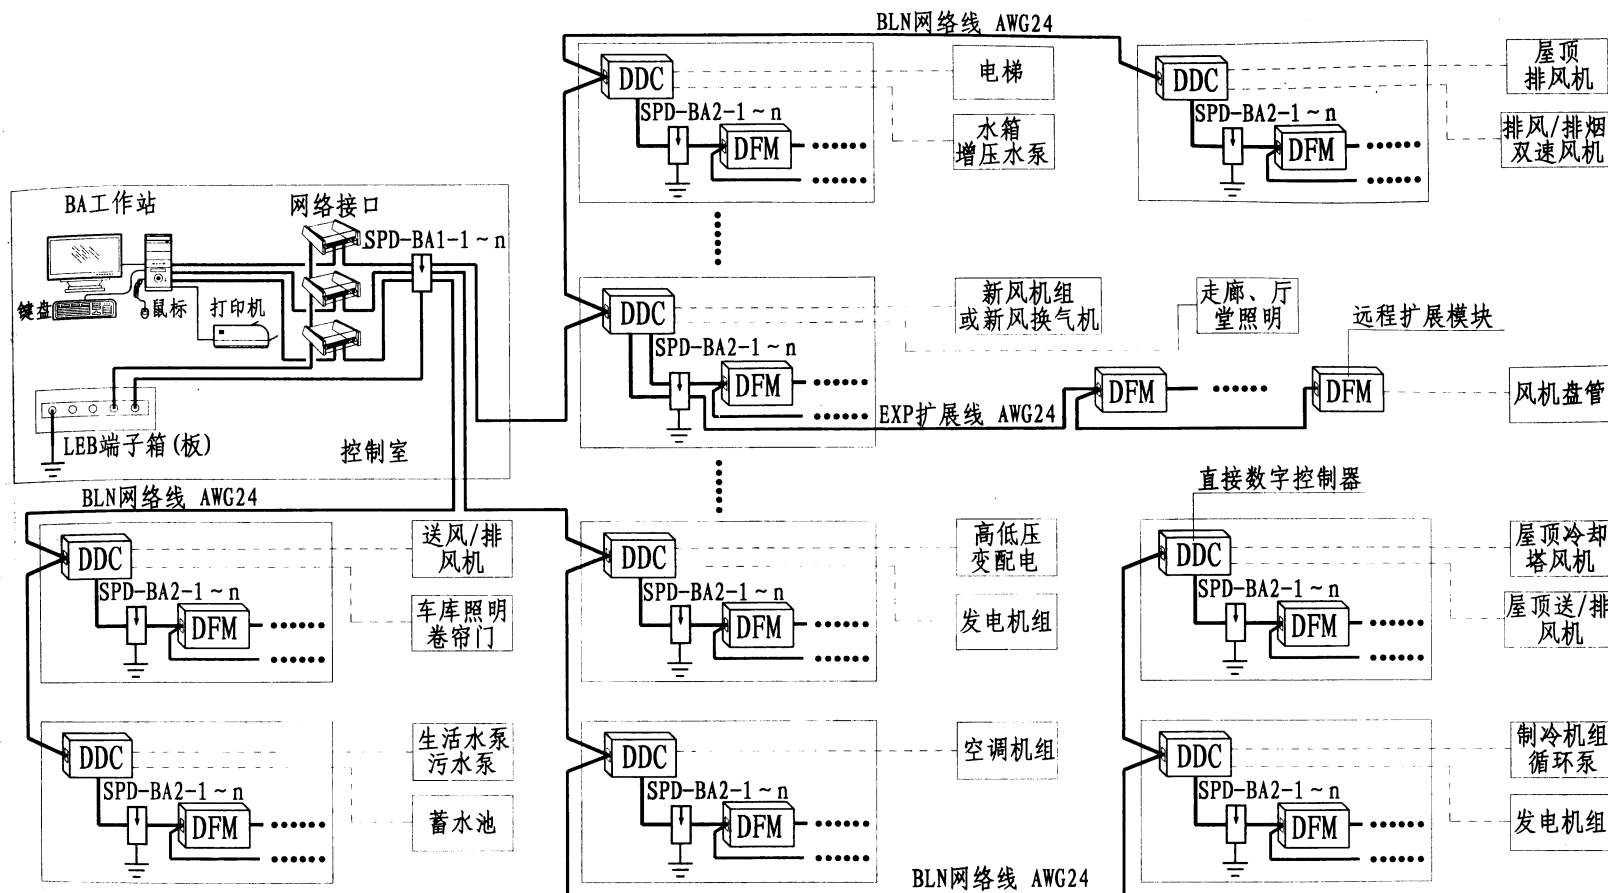 BLN网络线 AWG24
DDC
SPD-BA2-1~n
DFM
电梯
水箱
增压水泵
DDC
SPD-BA2-1~n
DFM
屋顶
排风机
排风/排烟
双速风机
BA工作站
网络接口
SPD-BA1-1~n
键盘
鼠标
打印机
LEB端子箱(板)
控制室
DDC
SPD-BA2-1~n
DFM
新风机组
或新风换气机
走廊、厅
堂照明
远程扩展模块
EXP扩展线 AWG24
DFM
DFM
风机盘管
BLN网络线 AWG24
直接数字控制器
DDC
SPD-BA2-1~n
DFM
送风/排
风机
车库照明
卷帘门
DDC
SPD-BA2-1~n
DFM
高低压
变配电
发电机组
DDC
SPD-BA2-1~n
DFM
屋顶冷却
塔风机
屋顶送/排
风机
DDC
SPD-BA2-1~n
DFM
生活水泵
污水泵
蓄水池
DDC
SPD-BA2-1~n
DFM
空调机组
DDC
SPD-BA2-1~n
DFM
制冷机组
循环泵
发电机组
BLN网络线 AWG24